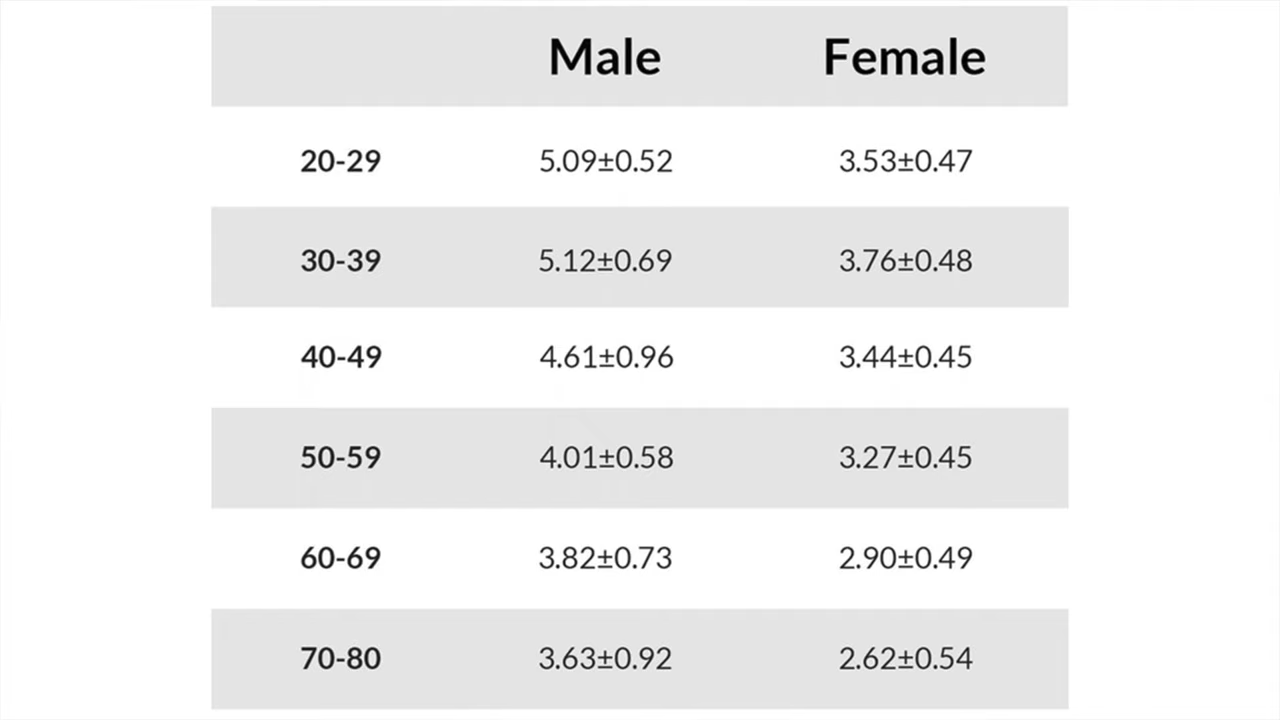 Male Female
20-29 5.09±0.52 3.53±0.47
30-39 5.12±0.69 3.76±0.48
40-49 4.61±0.96 3.44±0.45
50-59 4.01±0.58 3.27±0.45
60-69 3.82±0.73 2.90±0.49
70-80 3.63±0.92 2.62±0.54